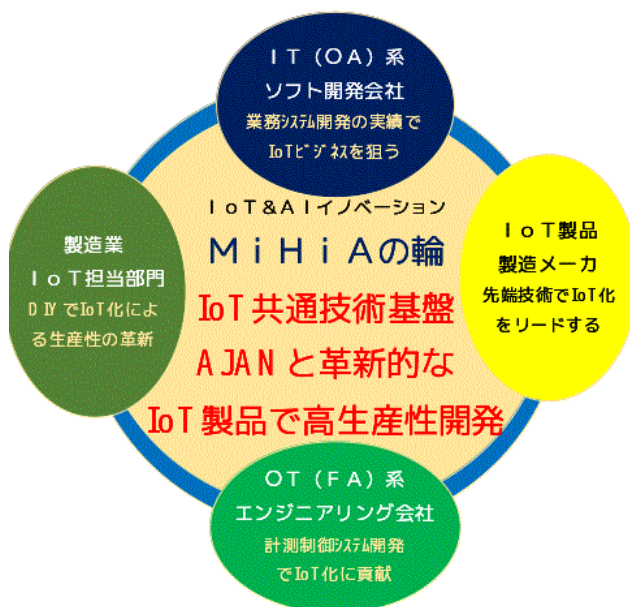 IT(OA)系
ソフト開発会社
業務ｼｽﾃﾑ開発の実績で
IoTﾋﾞｼﾞﾈｽを狙う
IoT&AIイノベーション
MiHiAの輪
IoT共通技術基盤
AJANと革新的な
IoT製品で高生産性開発
製造業
IoT担当部門
DIYでIoT化によ
る生産性の革新
IoT製品
製造メーカ
先端技術でIoT化
をリードする
OT(FA)系
エンジニアリング会社
計測制御ｼｽﾃﾑ開発
でIoT化に貢献